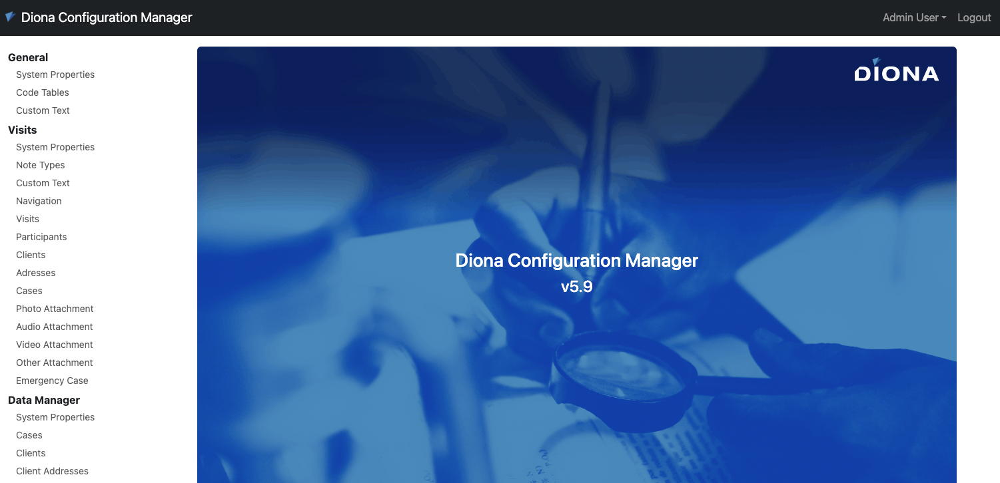 Diona Configuration Manager
Admin User
Logout
General
System Properties
Code Tables
Custom Text
Visits
System Properties
Note Types
Custom Text
Navigation
Visits
Participants
Clients
Adresses
Cases
Photo Attachment
Audio Attachment
Video Attachment
Other Attachment
Emergency Case
Data Manager
System Properties
Cases
Clients
Client Addresses
DIONA
Diona Configuration Manager
v5.9